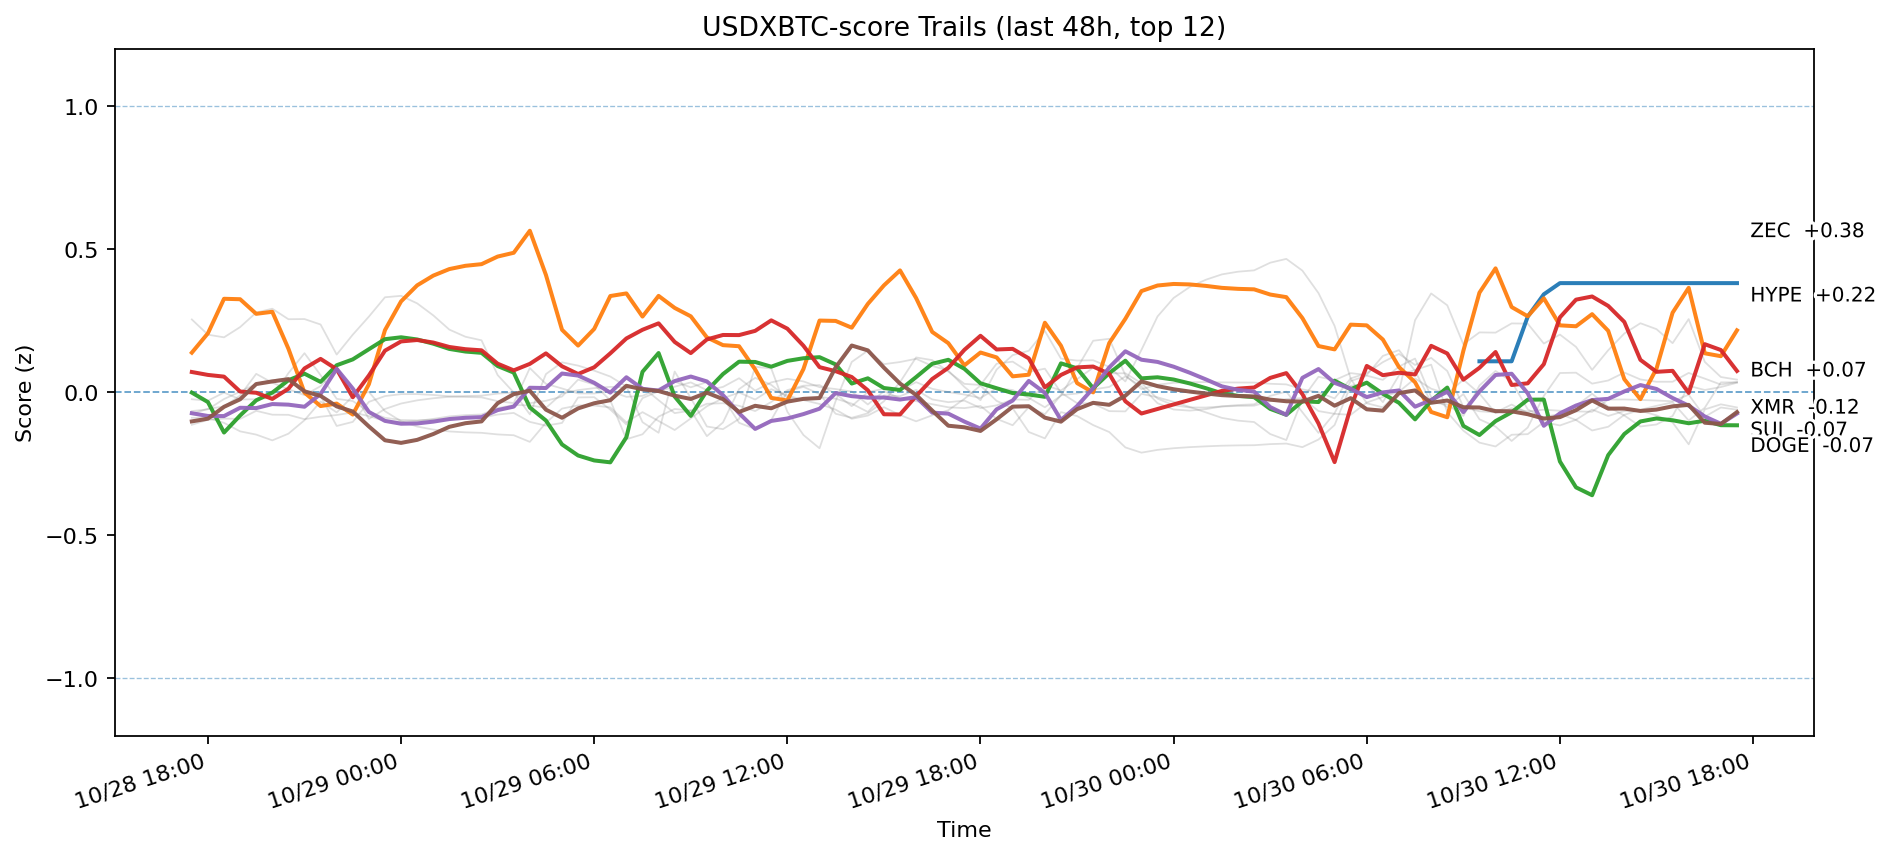 USDXBTC-score Trails (last 48h, top 12)
1.0
0.5
0.0
−0.5
−1.0
Score (z)
ZEC +0.38
HYPE +0.22
BCH +0.07
XMR -0.12
SUI -0.07
DOGE -0.07
10/28 18:00
10/29 00:00
10/29 06:00
10/29 12:00
10/29 18:00
10/30 00:00
10/30 06:00
10/30 12:00
10/30 18:00
Time